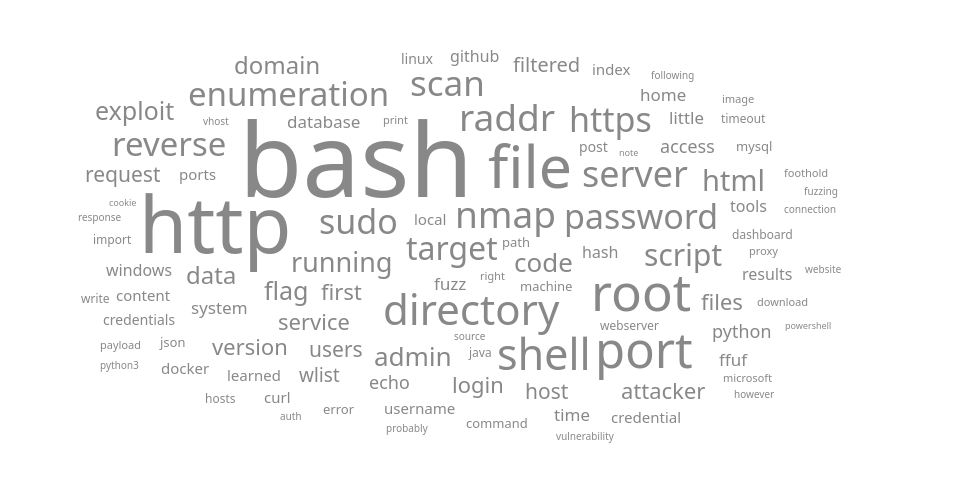 linux github
domain filtered index
following
enumeration scan home image
exploit vhost database print raddr https little timeout
reverse bash file post note access mysql
request ports server html foothold
fuzzing
cookie http sudo local nmap password tools connection
response
import target path dashboard
windows data running code hash script proxy
results website
write content flag first fuzz right machine directory root files download
credentials system service webserver python powershell
payload json version users source
python3 docker admin java shell port ffuf
learned wlist echo login host attacker microsoft
hosts curl however
auth error username time credential
probably command
vulnerability